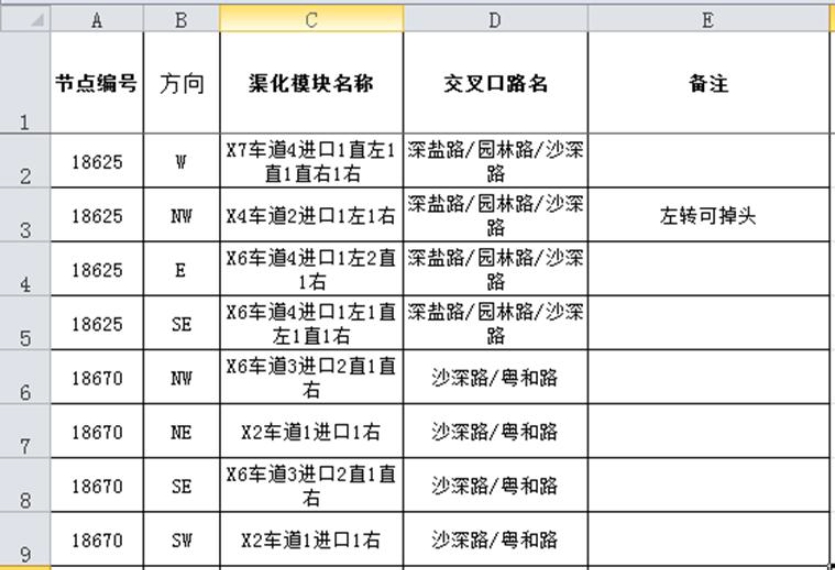 A B C D E
1 节点编号 方向 渠化模块名称 交叉口路名 备注
2 18625 W X7车道4进口1直左1 深盐路/园林路/沙深
直1直右1右 路
3 18625 NW X4车道2进口1左1右 深盐路/园林路/沙深 左转可掉头
路
4 18625 E X6车道4进口1左2直 深盐路/园林路/沙深
1右 路
5 18625 SE X6车道4进口1左1直 深盐路/园林路/沙深
左1直1右 路
6 18670 NW X6车道3进口2直1直 沙深路/粤和路
右
7 18670 NE X2车道1进口1右 沙深路/粤和路
8 18670 SE X6车道3进口2直1直 沙深路/粤和路
右
9 18670 SW X2车道1进口1右 沙深路/粤和路